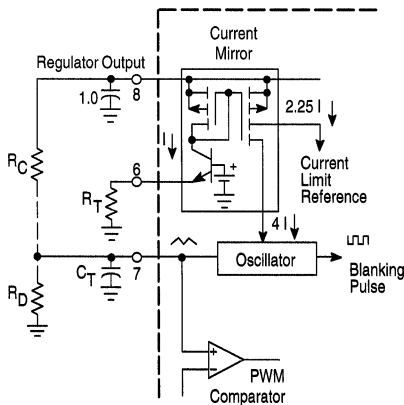 Current
Mirror
Regulator Output
1.0
8
2.25 I
I
R_C
6
R_T
+
Current
Limit
Reference
4 I
Oscillator
Blanking
Pulse
C_T
7
R_D
+
−
PWM
Comparator